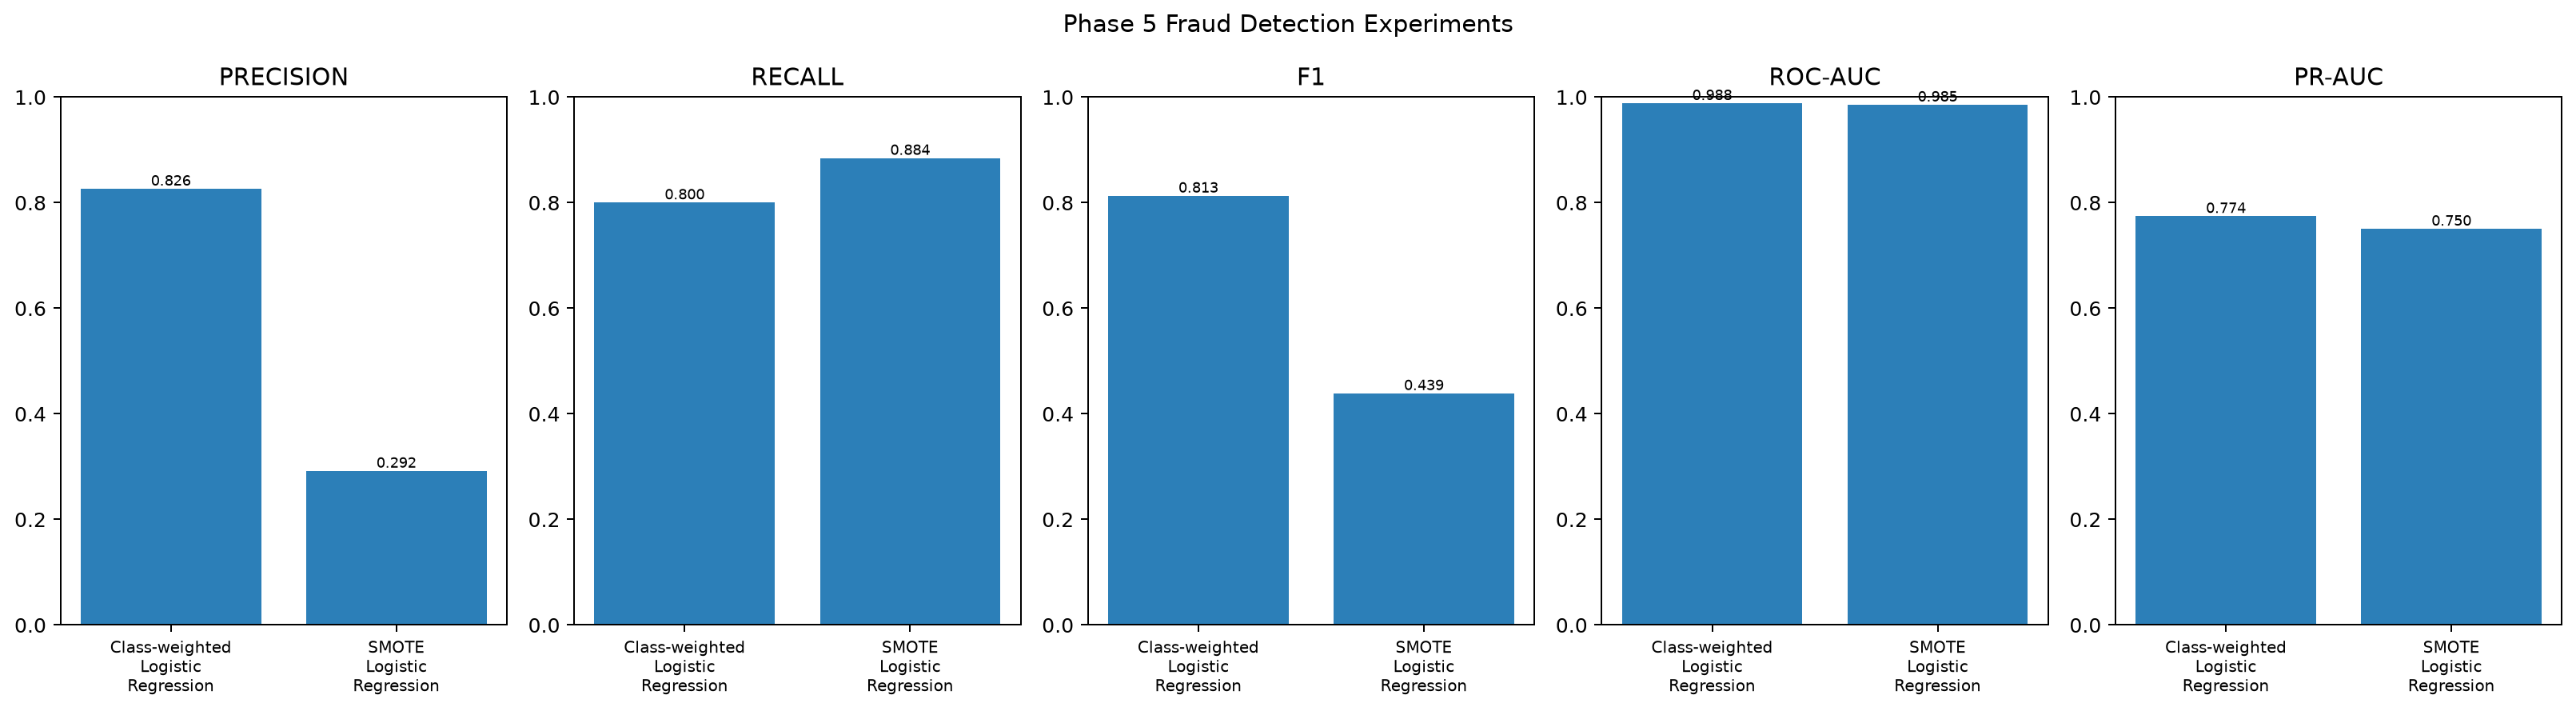 Phase 5 Fraud Detection Experiments
PRECISION
1.0
0.8
0.6
0.4
0.2
0.0
0.826
0.292
Class-weighted
Logistic
Regression
SMOTE
Logistic
Regression
RECALL
1.0
0.8
0.6
0.4
0.2
0.0
0.800
0.884
Class-weighted
Logistic
Regression
SMOTE
Logistic
Regression
F1
1.0
0.8
0.6
0.4
0.2
0.0
0.813
0.439
Class-weighted
Logistic
Regression
SMOTE
Logistic
Regression
ROC-AUC
1.0
0.8
0.6
0.4
0.2
0.0
0.988
0.985
Class-weighted
Logistic
Regression
SMOTE
Logistic
Regression
PR-AUC
1.0
0.8
0.6
0.4
0.2
0.0
0.774
0.750
Class-weighted
Logistic
Regression
SMOTE
Logistic
Regression